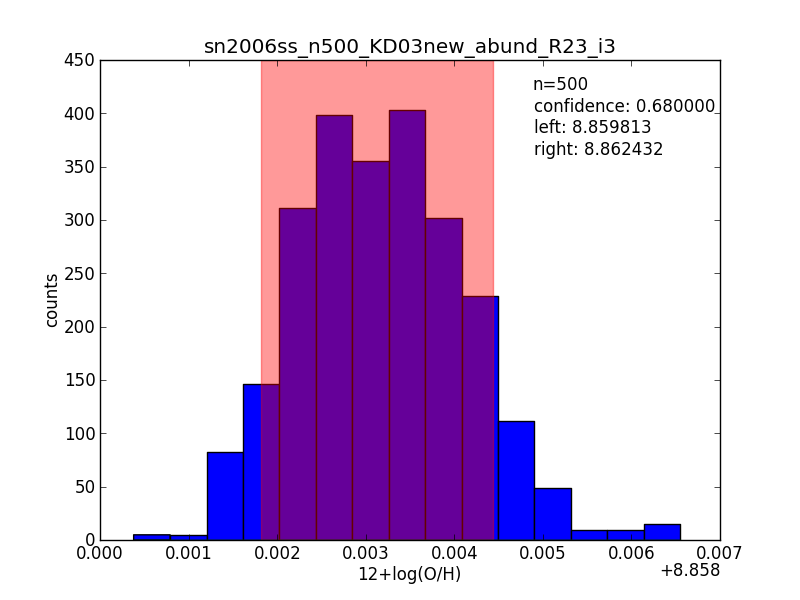 sn2006ss_n500_KD03new_abund_R23_i3
n=500
confidence: 0.680000
left: 8.859813
right: 8.862432
counts
450
400
350
300
250
200
150
100
50
0
0.000 0.001 0.002 0.003 0.004 0.005 0.006 0.007
12+log(O/H)
+8.858